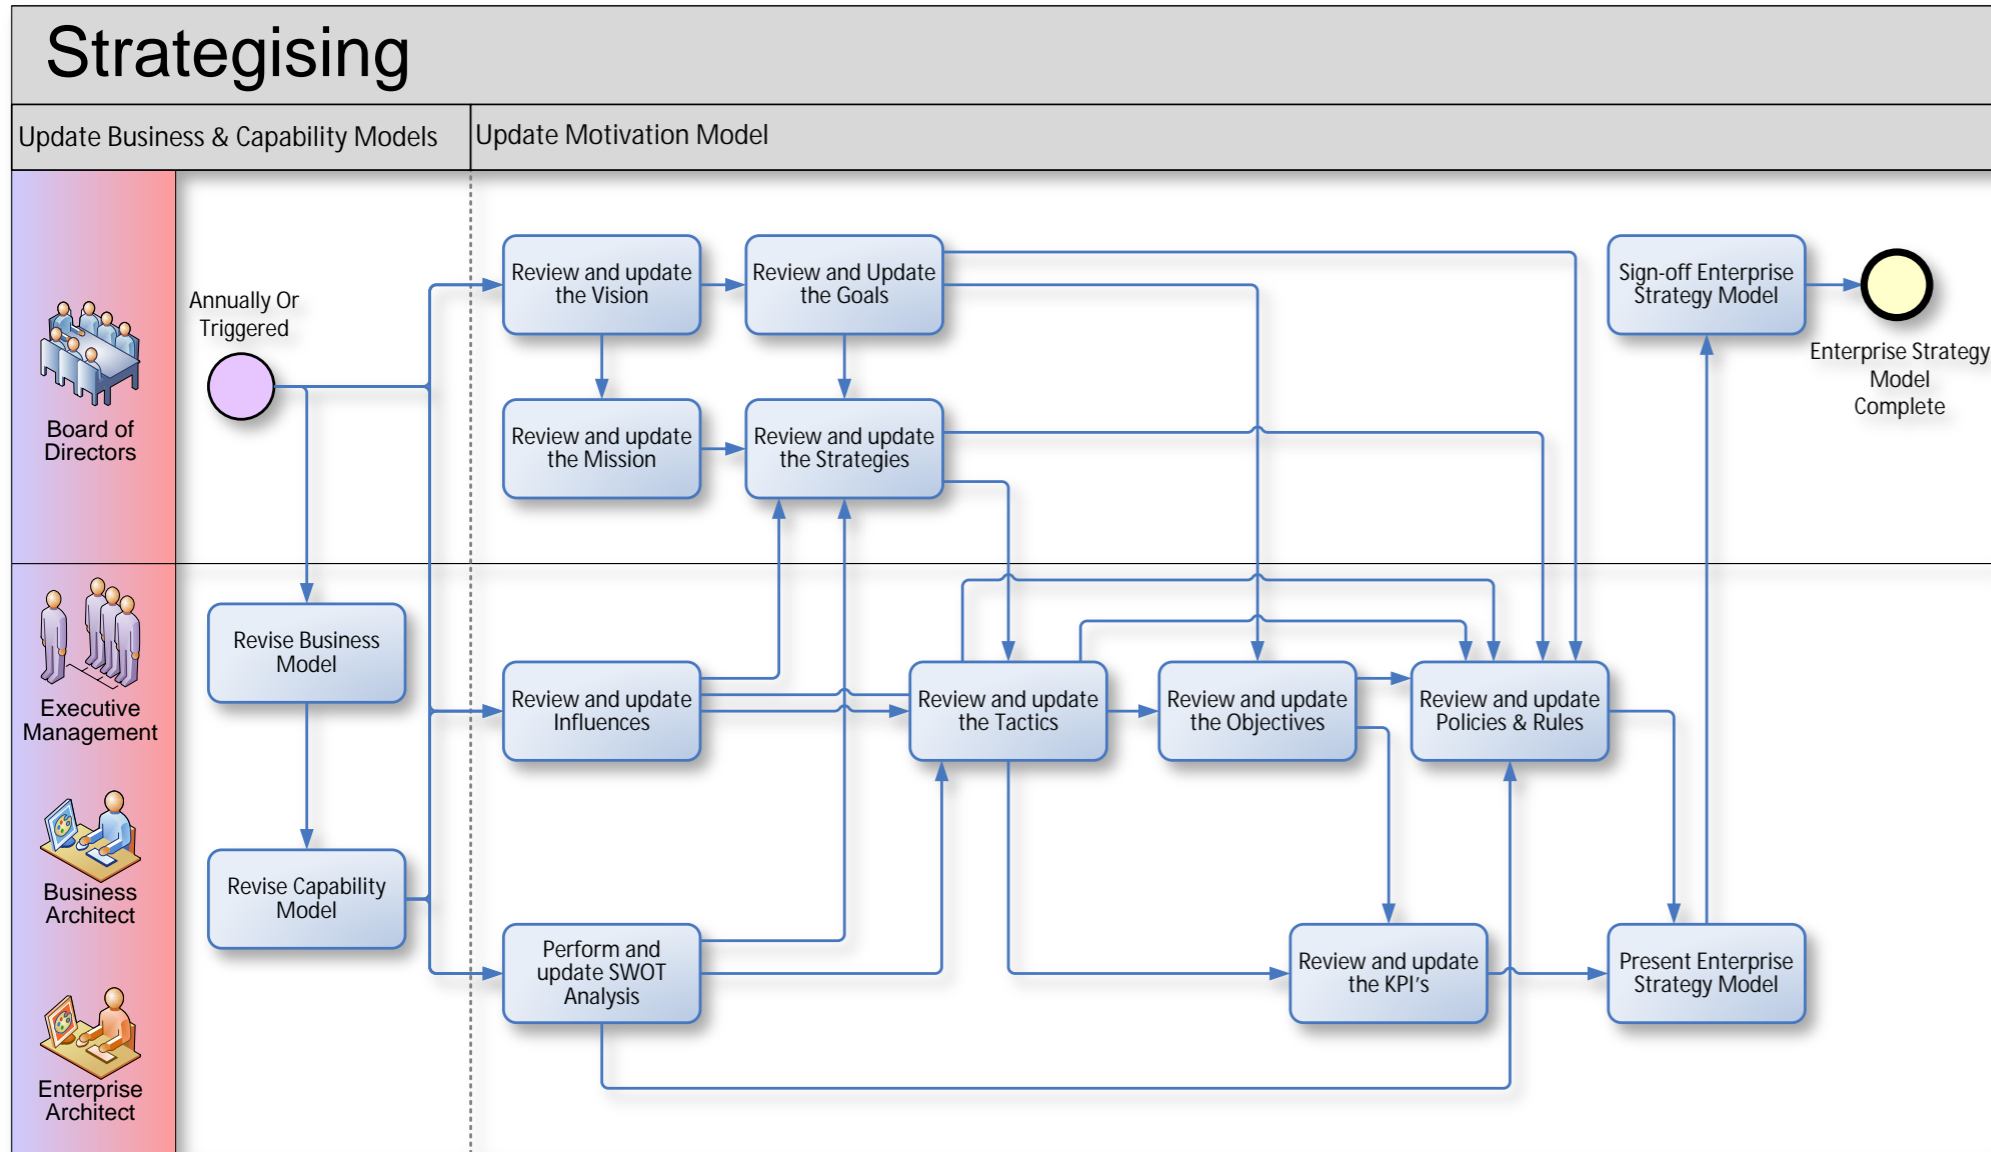 Strategising
Update Business & Capability Models
Update Motivation Model
Board of
Directors
Annually Or
Triggered
Review and update
the Vision
Review and Update
the Goals
Sign-off Enterprise
Strategy Model
Enterprise Strategy
Model
Complete
Review and update
the Mission
Review and update
the Strategies
Executive
Management
Business
Architect
Enterprise
Architect
Revise Business
Model
Review and update
Influences
Review and update
the Tactics
Review and update
the Objectives
Review and update
Policies & Rules
Revise Capability
Model
Perform and
update SWOT
Analysis
Review and update
the KPI's
Present Enterprise
Strategy Model